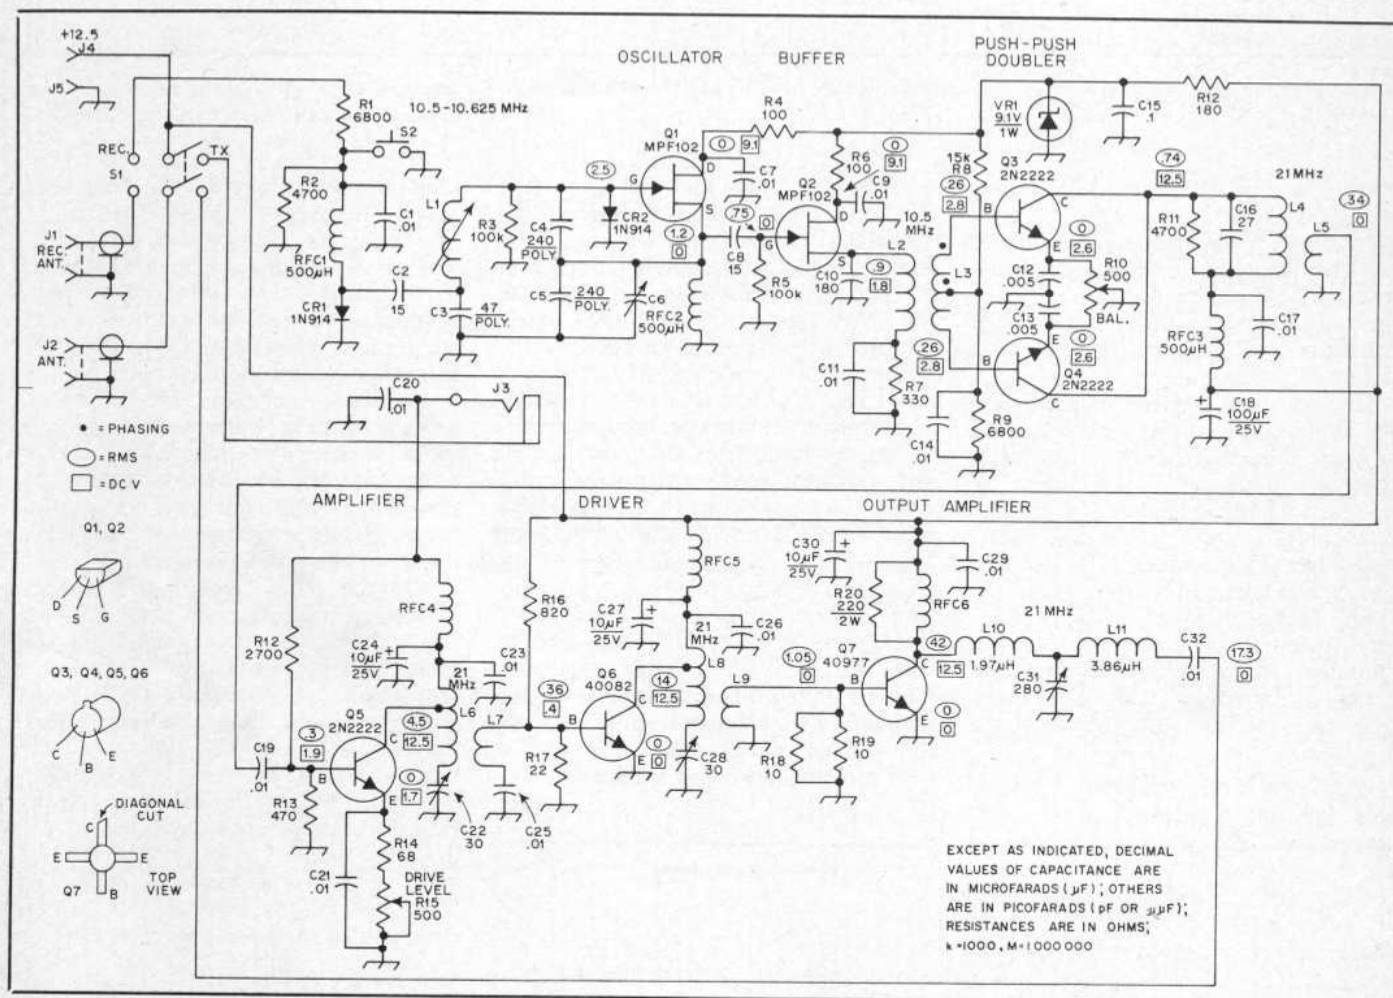 +12.5
J4
J5
REC.
S1
TX
J1
REC.
ANT.
J2
ANT.
R1
6800
10.5-10.625 MHz
S2
R2
4700
C1
.01
RFC1
500µH
CR1
1N914
C2
15
L1
C3
47
POLY.
R3
100k
C4
240
POLY.
C5
240
POLY.
C6
2.5
CR2
1N914
OSCILLATOR
Q1
MPF102
G
D
S
0
9.1
R4
100
C7
.01
1.2
0
RFC2
500µH
.75
0
C8
15
R5
100k
BUFFER
Q2
MPF102
G
D
S
R6
100
0
9.1
C9
.01
C10
180
.9
1.8
10.5
MHz
L2
L3
C11
.01
R7
330
PUSH-PUSH
DOUBLER
15k
R8
.26
2.8
B
Q3
2N2222
C
E
VR1
9.1V
1W
C15
.1
R12
180
0
2.6
C12
.005
C13
.005
R10
500
BAL.
E
0
2.6
.26
2.8
B
Q4
2N2222
C
C14
.01
R9
6800
.74
12.5
21 MHz
R11
4700
C16
27
L4
L5
.34
0
RFC3
500µH
C17
.01
+
C18
100µF
25V
C20
.01
J3
• = PHASING
= RMS
= DC V
Q1, Q2
D
S
G
Q3, Q4, Q5, Q6
C
B
E
DIAGONAL
CUT
C
E
E
B
Q7
TOP
VIEW
AMPLIFIER
DRIVER
OUTPUT AMPLIFIER
R12
2700
C24
10µF
25V
+
RFC4
C23
.01
21
MHz
L6
L7
C19
.01
.3
1.9
B
Q5
2N2222
C
E
4.5
12.5
0
1.7
R13
470
C22
30
C25
.01
C21
.01
R14
68
DRIVE
LEVEL
R15
500
R16
820
.36
.4
R17
22
B
Q6
40082
C
E
0
0
C27
10µF
25V
+
RFC5
C26
.01
21
MHz
L8
14
12.5
L9
C28
30
1.05
0
R18
10
R19
10
B
Q7
40977
C
E
0
0
C30
10µF
25V
+
R20
220
2W
RFC6
C29
.01
42
12.5
21 MHz
L10
1.97µH
L11
3.86µH
C31
280
C32
.01
17.3
0
EXCEPT AS INDICATED, DECIMAL
VALUES OF CAPACITANCE ARE
IN MICROFARADS (µF); OTHERS
ARE IN PICOFARADS (pF OR µµF);
RESISTANCES ARE IN OHMS;
k =1000, M=1000 000